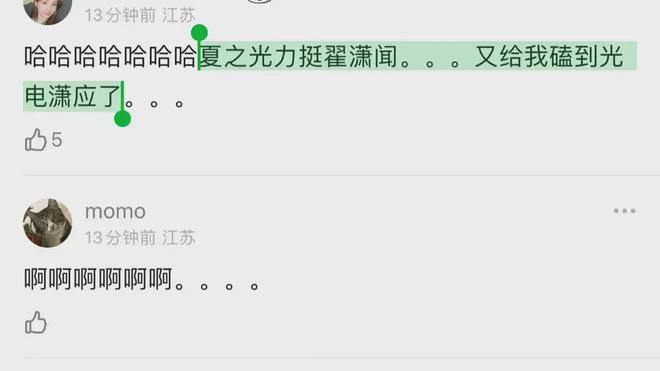 13分钟前 江苏
哈哈哈哈哈哈哈夏之光力挺翟潇闻。。。又给我磕到光
电潇应了。。。
5
momo
13分钟前 江苏
啊啊啊啊啊啊。。。。